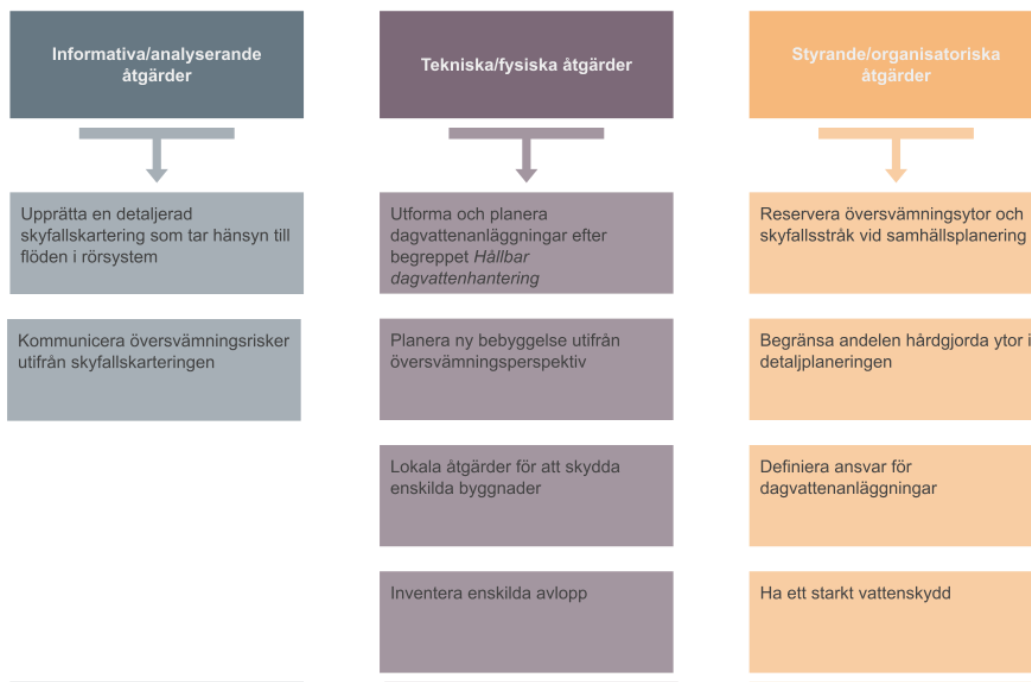 Informativa/analyserande
åtgärder
Upprätta en detaljerad
skyfallskartering som tar hänsyn till
flöden i rörsystem
Kommunicera översvämningsrisker
utifrån skyfallskarteringen
Tekniska/fysiska åtgärder
Utforma och planera
dagvattenanläggningar efter
begreppet Hållbar
dagvattenhantering
Planera ny bebyggelse utifrån
översvämningsperspektiv
Lokala åtgärder för att skydda
enskilda byggnader
Inventera enskilda avlopp
Styrande/organisatoriska
åtgärder
Reservera översvämningsytor och
skyfallsstråk vid samhällsplanering
Begränsa andelen hårdgjorda ytor i
detaljplaneringen
Definiera ansvar för
dagvattenanläggningar
Ha ett starkt vattenskydd